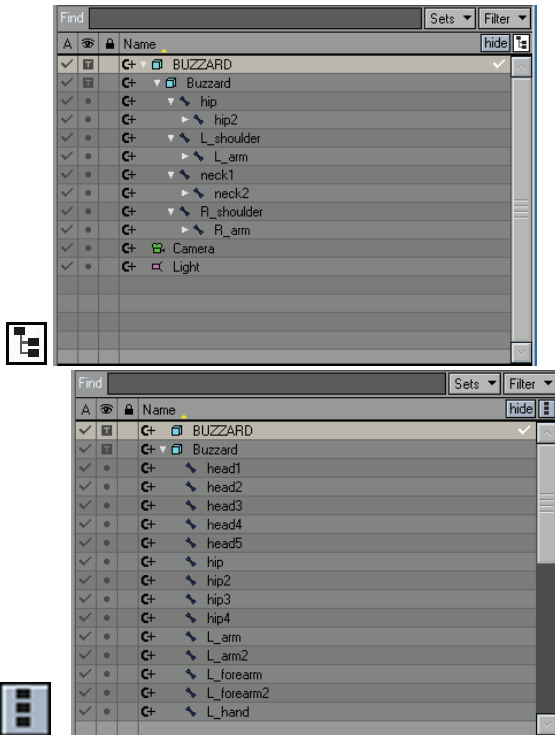 Find Sets Filter
A Name hide
T C+ BUZZARD
T C+ Buzzard
C+ hip
C+ hip2
C+ L_shoulder
C+ L_arm
C+ neck1
C+ neck2
C+ R_shoulder
C+ R_arm
C+ Camera
C+ Light
Find Sets Filter
A Name hide
T C+ BUZZARD
T C+ Buzzard
C+ head1
C+ head2
C+ head3
C+ head4
C+ head5
C+ hip
C+ hip2
C+ hip3
C+ hip4
C+ L_arm
C+ L_arm2
C+ L_forearm
C+ L_forearm2
C+ L_hand